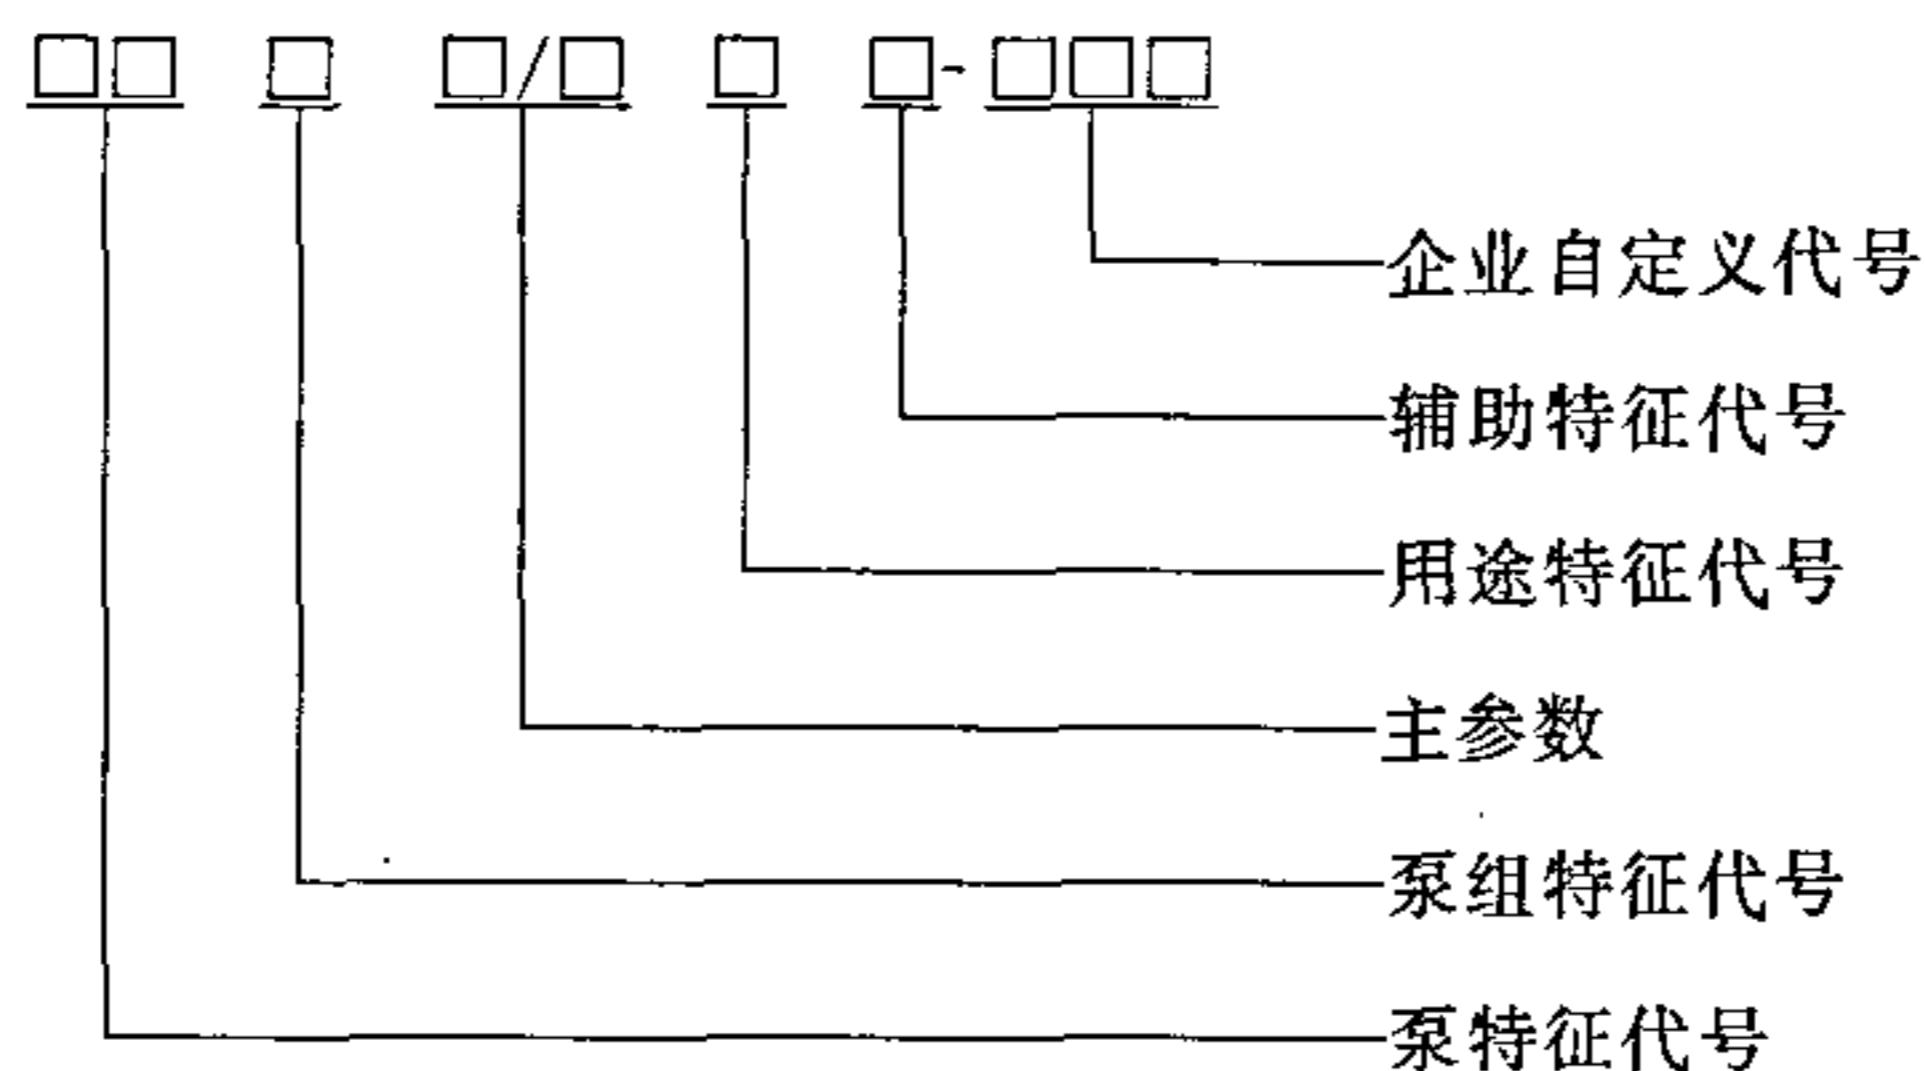 □□ □ □/□ □ □-□□□
企业自定义代号
辅助特征代号
用途特征代号
主参数
泵组特征代号
泵特征代号